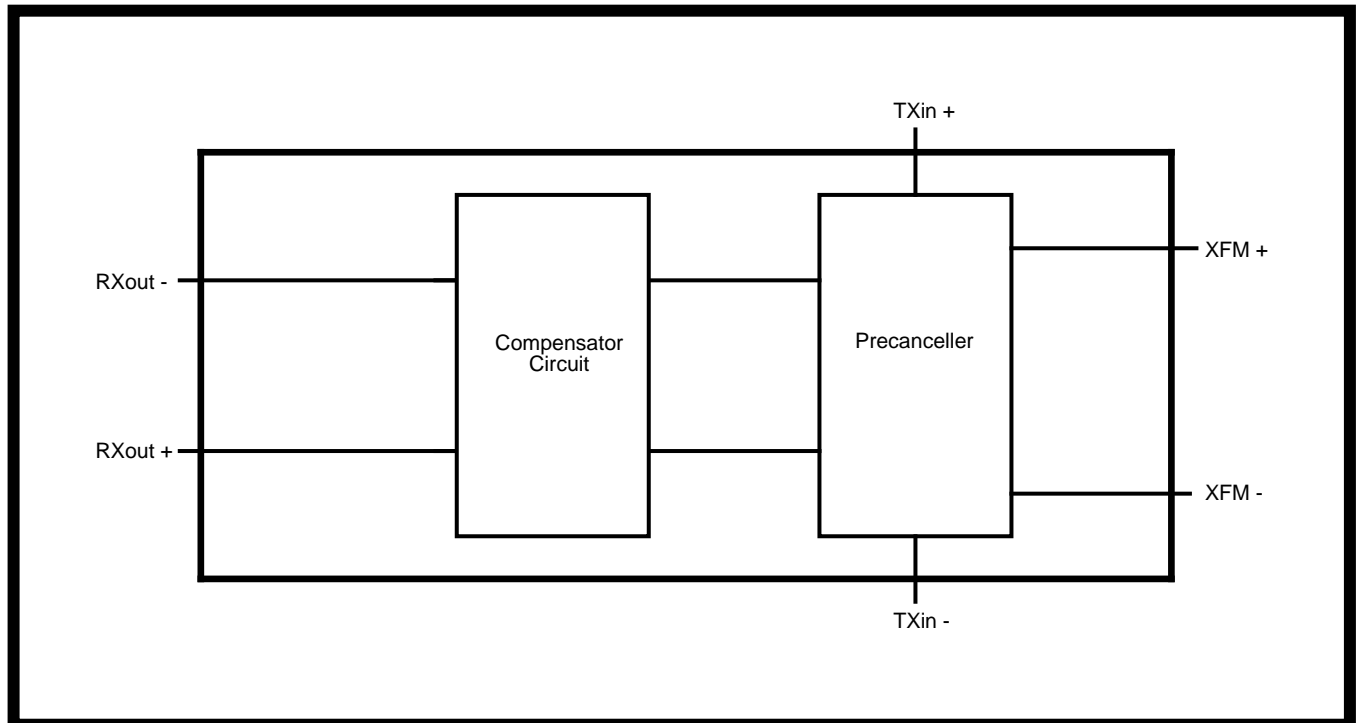 TXin +
XFM +
RXout -
Compensator
Circuit
Precanceller
RXout +
XFM -
TXin -